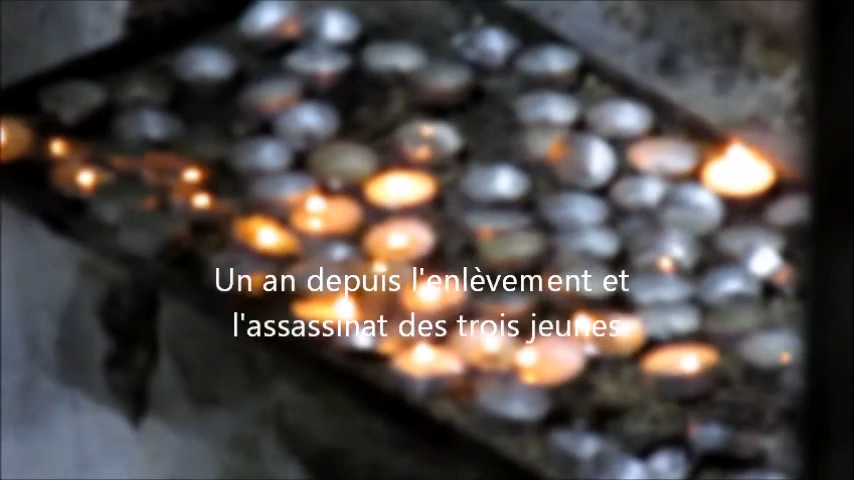 Un an depuis l'enlèvement et
l'assassinat des trois jeunes